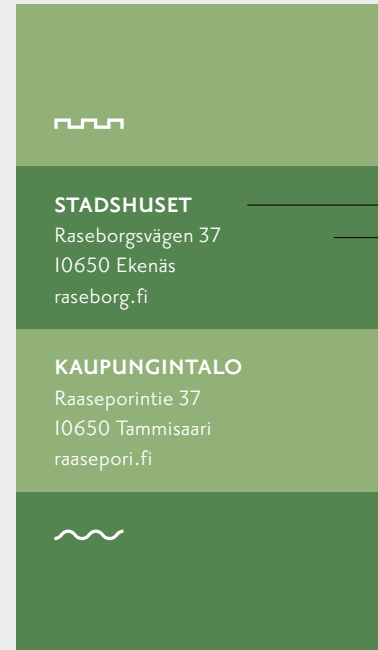 STADSHUSET
Raseborgsvägen 37
10650 Ekenäs
raseborg.fi
KAUPUNGINTALO
Raaseporintie 37
10650 Tammisaari
raasepori.fi